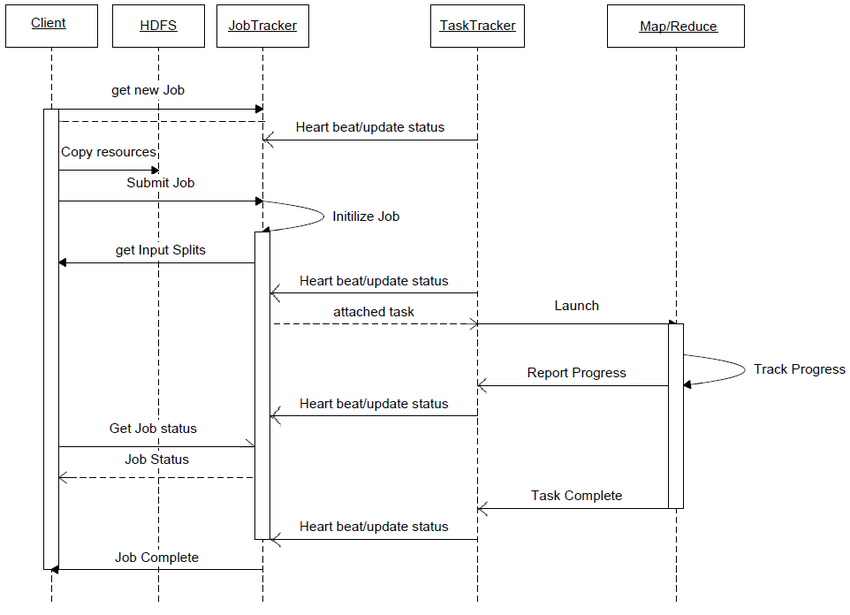 Client
HDFS
JobTracker
TaskTracker
Map/Reduce
get new Job
Heart beat/update status
Copy resources
Submit Job
Initilize Job
get Input Splits
Heart beat/update status
attached task
Launch
Track Progress
Report Progress
Heart beat/update status
Get Job status
Job Status
Task Complete
Heart beat/update status
Job Complete